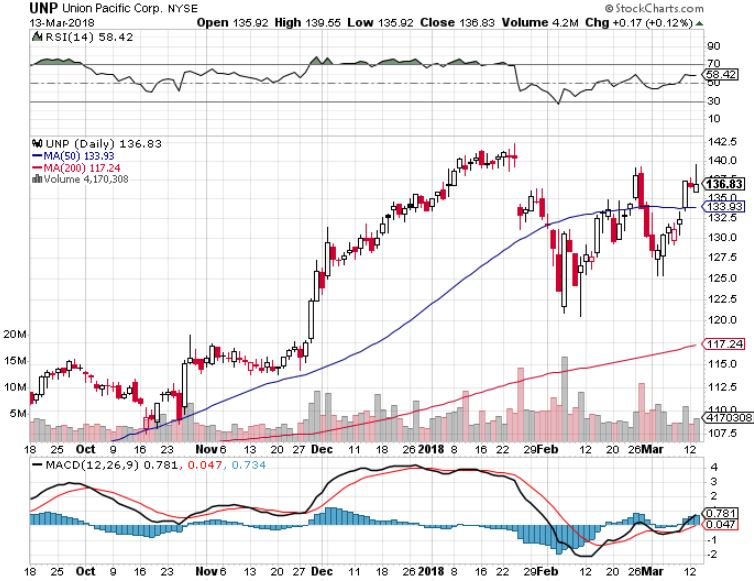 UNP Union Pacific Corp. NYSE © StockCharts.com
13-Mar-2018 Open 135.92 High 139.55 Low 135.92 Close 136.83 Volume 4.2M Chg +0.17 (+0.12%)
RSI(14) 58.42
90
70
58.42
50
30
10
UNP (Daily) 136.83
MA(50) 133.93
MA(200) 117.24
Volume 4,170,308
142.5
140.0
136.83
135.0
133.93
132.5
130.0
127.5
125.0
122.5
120.0
117.24
115.0
112.5
110.0
4170308
107.5
20M
15M
10M
5M
18 25 Oct 9 16 23 Nov 6 13 20 27 Dec 11 18 26 2018 8 16 22 29 Feb 12 20 26 Mar 12
MACD(12,26,9) 0.781, 0.047, 0.734
4
3
2
1
0.781
0.047
-1
-2
18 25 Oct 9 16 23 Nov 6 13 20 27 Dec 11 18 26 2018 8 16 22 29 Feb 12 20 26 Mar 12